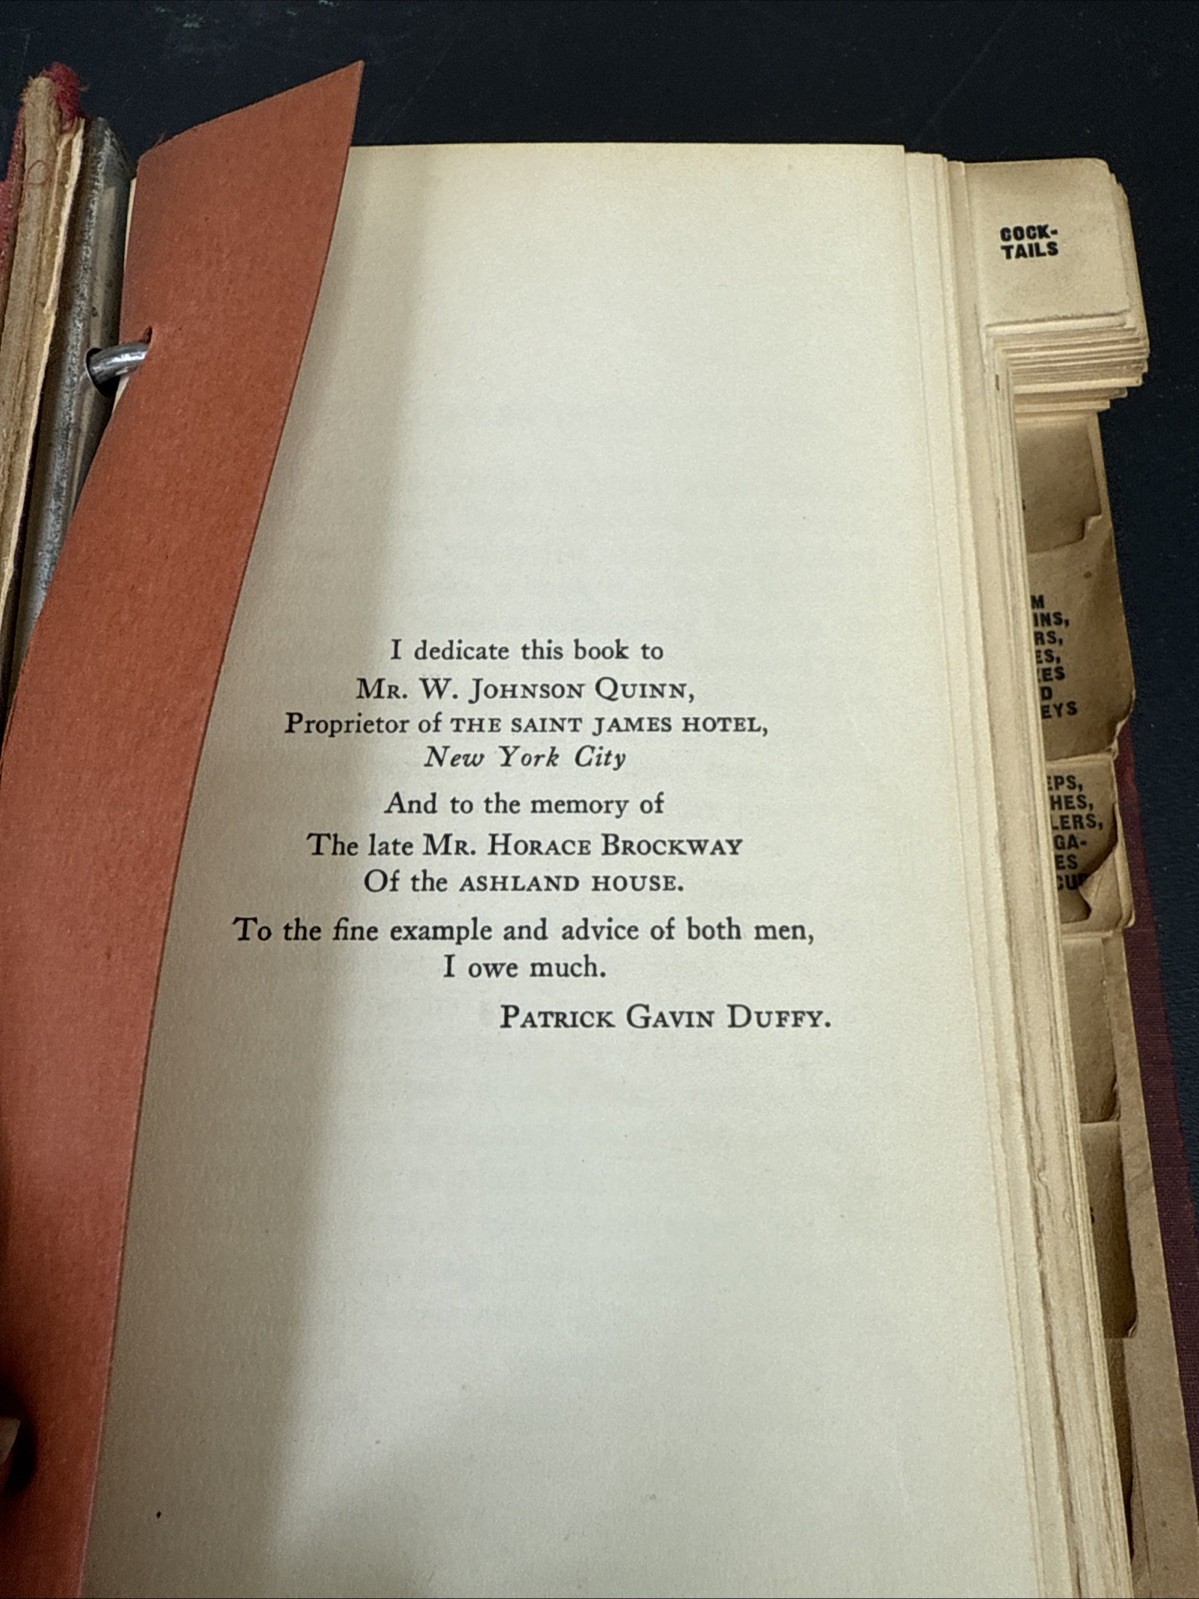 I dedicate this book to
Mr. W. Johnson Quinn,
Proprietor of THE SAINT JAMES HOTEL,
New York City
And to the memory of
The late Mr. Horace Brockway
Of the ASHLAND HOUSE.
To the fine example and advice of both men,
I owe much.
Patrick Gavin Duffy.
COCK-
TAILS